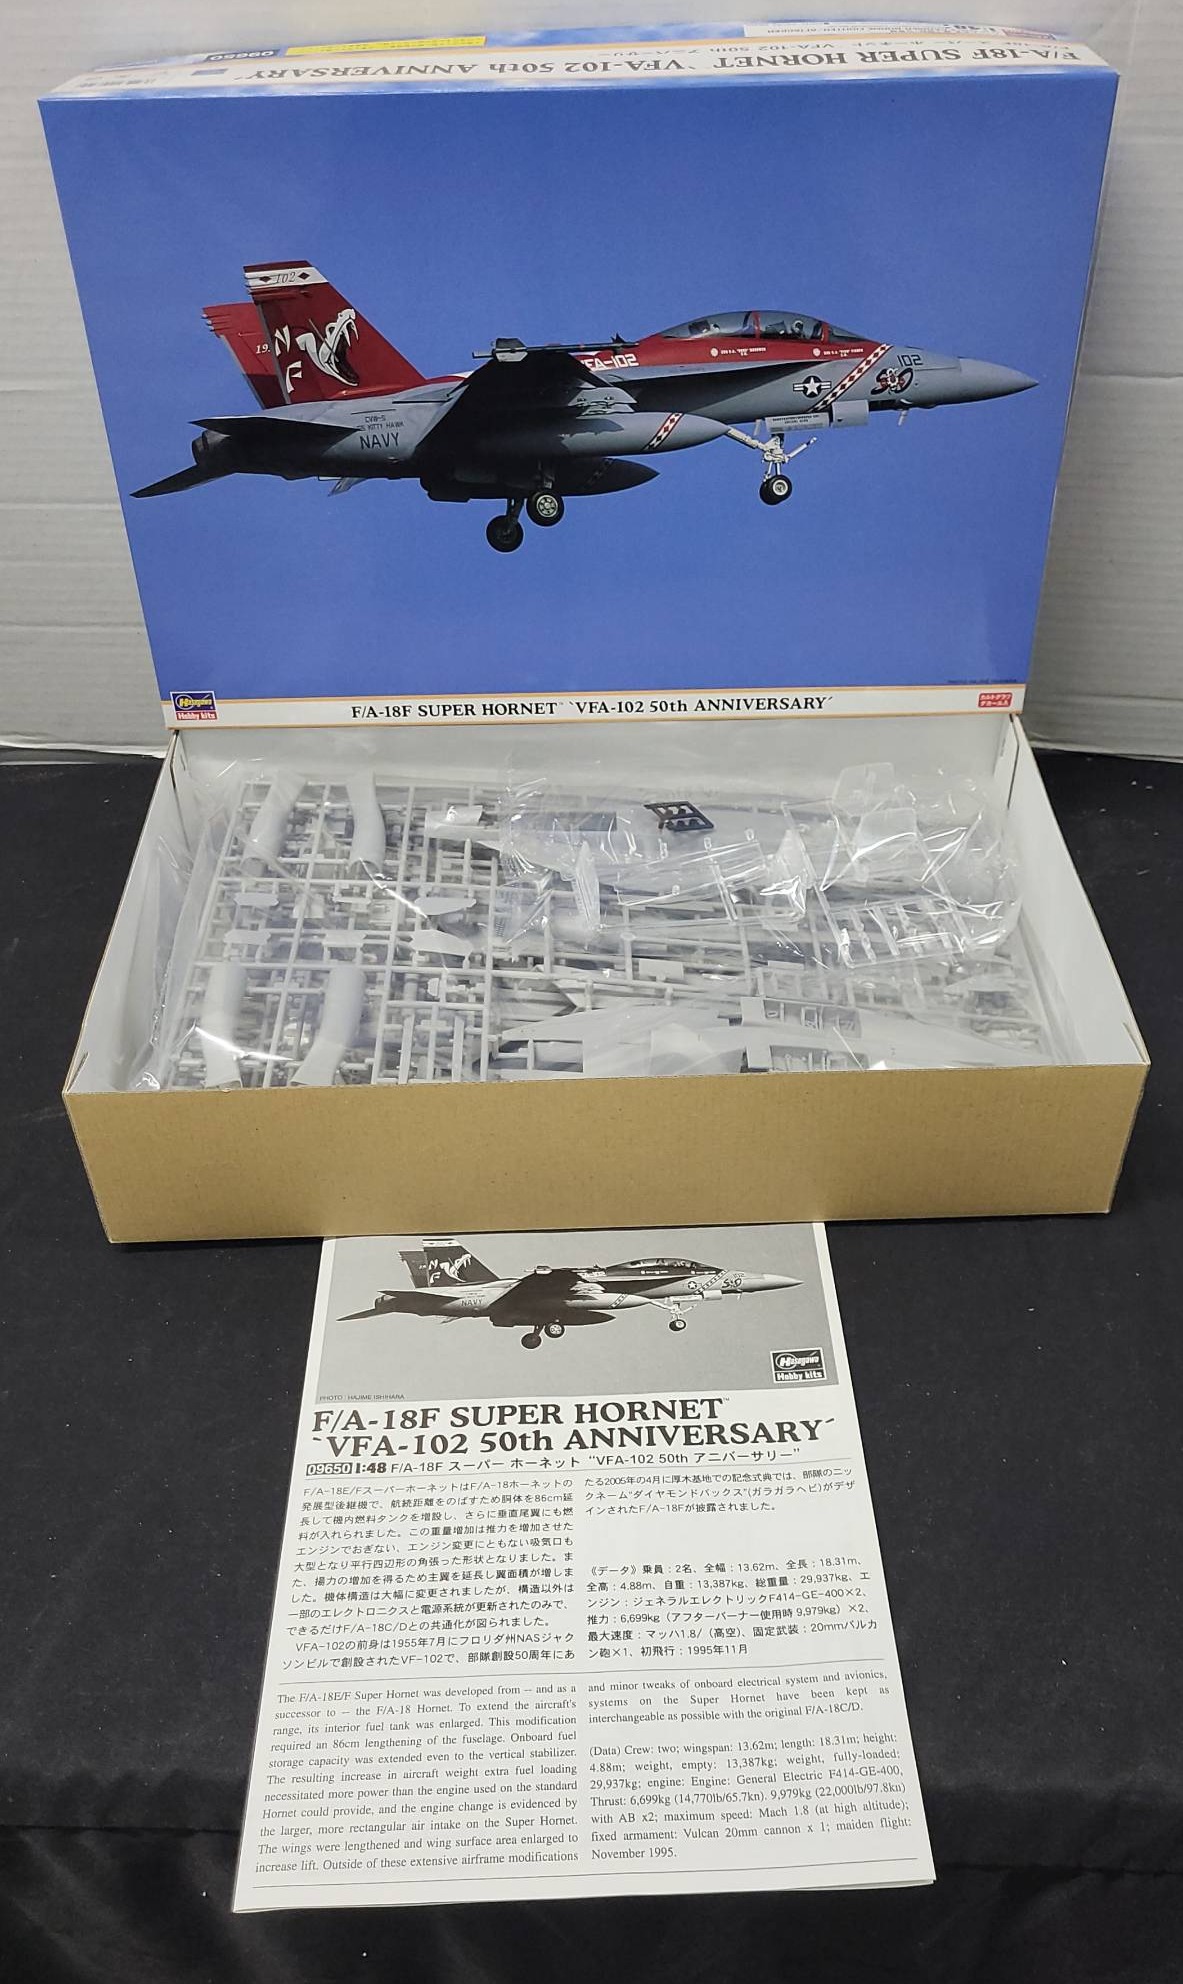 F/A-18F SUPER HORNET `VFA-102 50th ANNIVERSARY´
09650
102
19
N
F
VFA-102
102
CVW-5
USS KITTY HAWK
NAVY
Hasegawa
Hobby kits
F/A-18F SUPER HORNET™ `VFA-102 50th ANNIVERSARY´
カルトグラフ
デカール入
N
F
NAVY
Hasegawa
Hobby kits
PHOTO : HAJIME ISHIHARA
F/A-18F SUPER HORNET™
`VFA-102 50th ANNIVERSARY´
09650 1:48 F/A-18F スーパー ホーネット “VFA-102 50th アニバーサリー”
F/A-18E/FスーパーホーネットはF/A-18ホーネットの
発展型後継機で、航続距離をのばすため胴体を86cm延
長して機内燃料タンクを増設し、さらに垂直尾翼にも燃
料が入れられました。この重量増加は推力を増加させた
エンジンでおぎない、エンジン変更にともない吸気口も
大型となり平行四辺形の角張った形状となりました。ま
た、揚力の増加を得るため主翼を延長し翼面積が増しま
した。機体構造は大幅に変更されましたが、構造以外は
一部のエレクトロニクスと電源系統が更新されたのみで、
できるだけF/A-18C/Dとの共通化が図られました。
VFA-102の前身は1955年7月にフロリダ州NASジャク
ソンビルで創設されたVF-102で、部隊創設50周年にあ
たる2005年の4月に厚木基地での記念式典では、部隊のニッ
クネーム“ダイヤモンドバックス”(ガラガラヘビ)がデザ
インされたF/A-18Fが披露されました。
《データ》乗員：2名、全幅：13.62m、全長：18.31m、
全高：4.88m、自重：13,387kg、総重量：29,937kg、エ
ンジン：ジェネラルエレクトリックF414-GE-400×2、
推力：6,699kg（アフターバーナー使用時 9,979kg）×2、
最大速度：マッハ1.8/（高空）、固定武装：20mmバルカ
ン砲×1、初飛行：1995年11月
The F/A-18E/F Super Hornet was developed from -- and as a
successor to -- the F/A-18 Hornet. To extend the aircraft's
range, its interior fuel tank was enlarged. This modification
required an 86cm lengthening of the fuselage. Onboard fuel
storage capacity was extended even to the vertical stabilizer.
The resulting increase in aircraft weight extra fuel loading
necessitated more power than the engine used on the standard
Hornet could provide, and the engine change is evidenced by
the larger, more rectangular air intake on the Super Hornet.
The wings were lengthened and wing surface area enlarged to
increase lift. Outside of these extensive airframe modifications
and minor tweaks of onboard electrical system and avionics,
systems on the Super Hornet have been kept as
interchangeable as possible with the original F/A-18C/D.
(Data) Crew: two; wingspan: 13.62m; length: 18.31m; height:
4.88m; weight, empty: 13,387kg; weight, fully-loaded:
29,937kg; engine: Engine: General Electric F414-GE-400,
Thrust: 6,699kg (14,770lb/65.7kn). 9,979kg (22,000lb/97.8kn)
with AB x2; maximum speed: Mach 1.8 (at high altitude);
fixed armament: Vulcan 20mm cannon x 1; maiden flight:
November 1995.